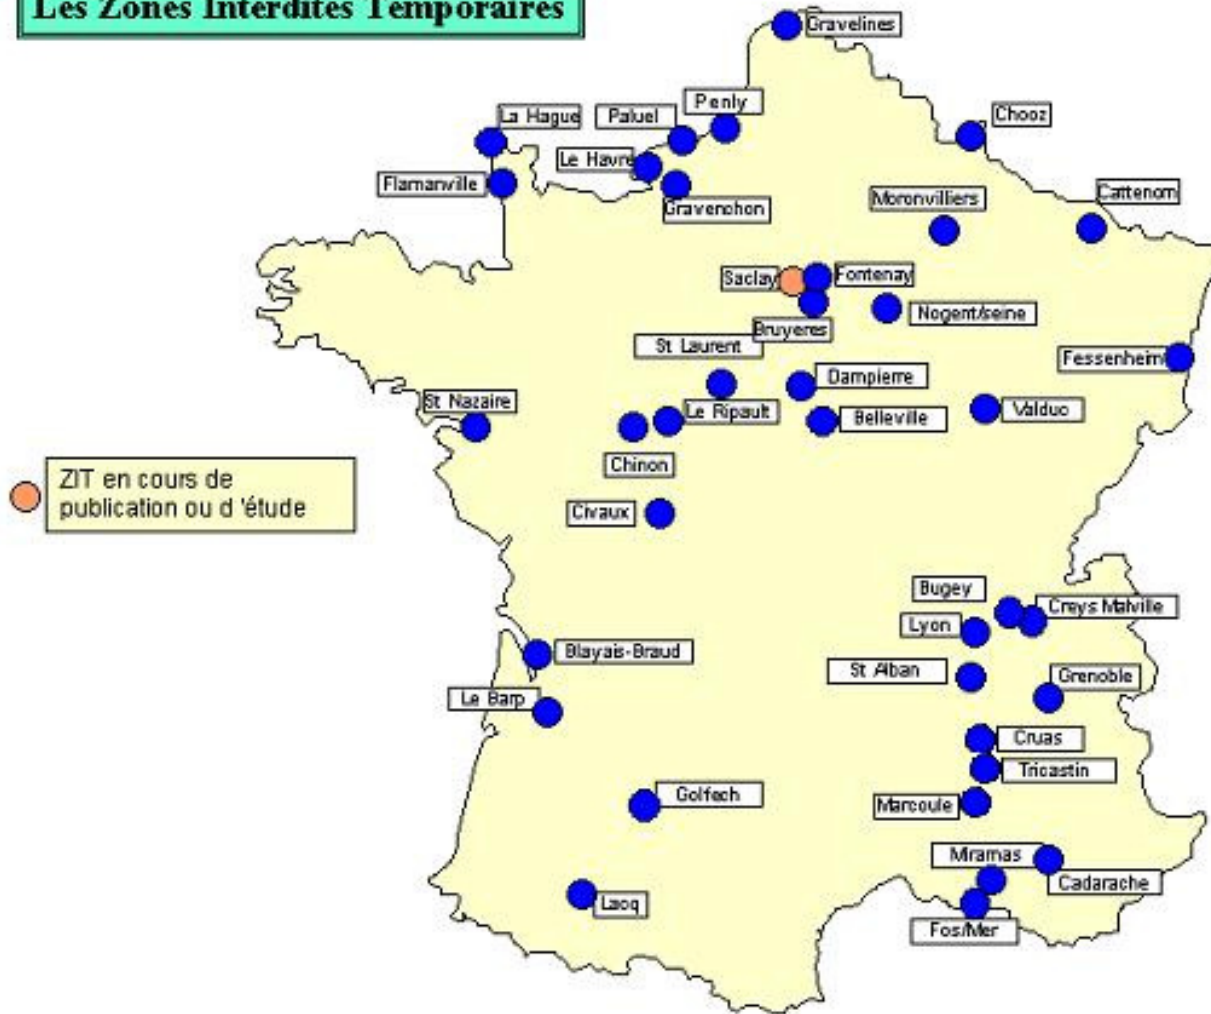 Les Zones Interdites Temporaires
Gravelines
Penly
La Hague
Paluel
Chooz
Le Havre
Flamanville
Gravenchon
Moronvilliers
Cattenom
Saclay
Fontenay
Nogent/seine
Bruyeres
St Laurent
Fessenheim
Dampierre
St Nazaire
Le Ripault
Belleville
Valduc
Chinon
ZIT en cours de
publication ou d 'étude
Civaux
Bugey
Creys Malville
Lyon
Blayais-Braud
St Alban
Grenoble
Le Barp
Cruas
Tricastin
Golfech
Marcoule
Miramas
Cadarache
Lacq
Fos/Mer